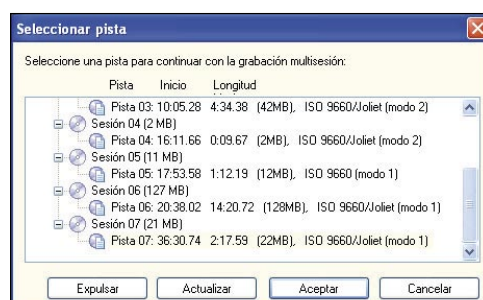 Seleccionar pista
Seleccione una pista para continuar con la grabación multisesión:
Pista Inicio Longitud
Pista 03: 10:05.28 4:34.38 (42MB), ISO 9660/Joliet (modo 2)
Sesión 04 (2 MB)
Pista 04: 16:11.66 0:09.67 (2MB), ISO 9660/Joliet (modo 2)
Sesión 05 (11 MB)
Pista 05: 17:53.58 1:12.19 (12MB), ISO 9660 (modo 1)
Sesión 06 (127 MB)
Pista 06: 20:38.02 14:20.72 (128MB), ISO 9660/Joliet (modo 1)
Sesión 07 (21 MB)
Pista 07: 36:30.74 2:17.59 (22MB), ISO 9660/Joliet (modo 1)
Expulsar Actualizar Aceptar Cancelar